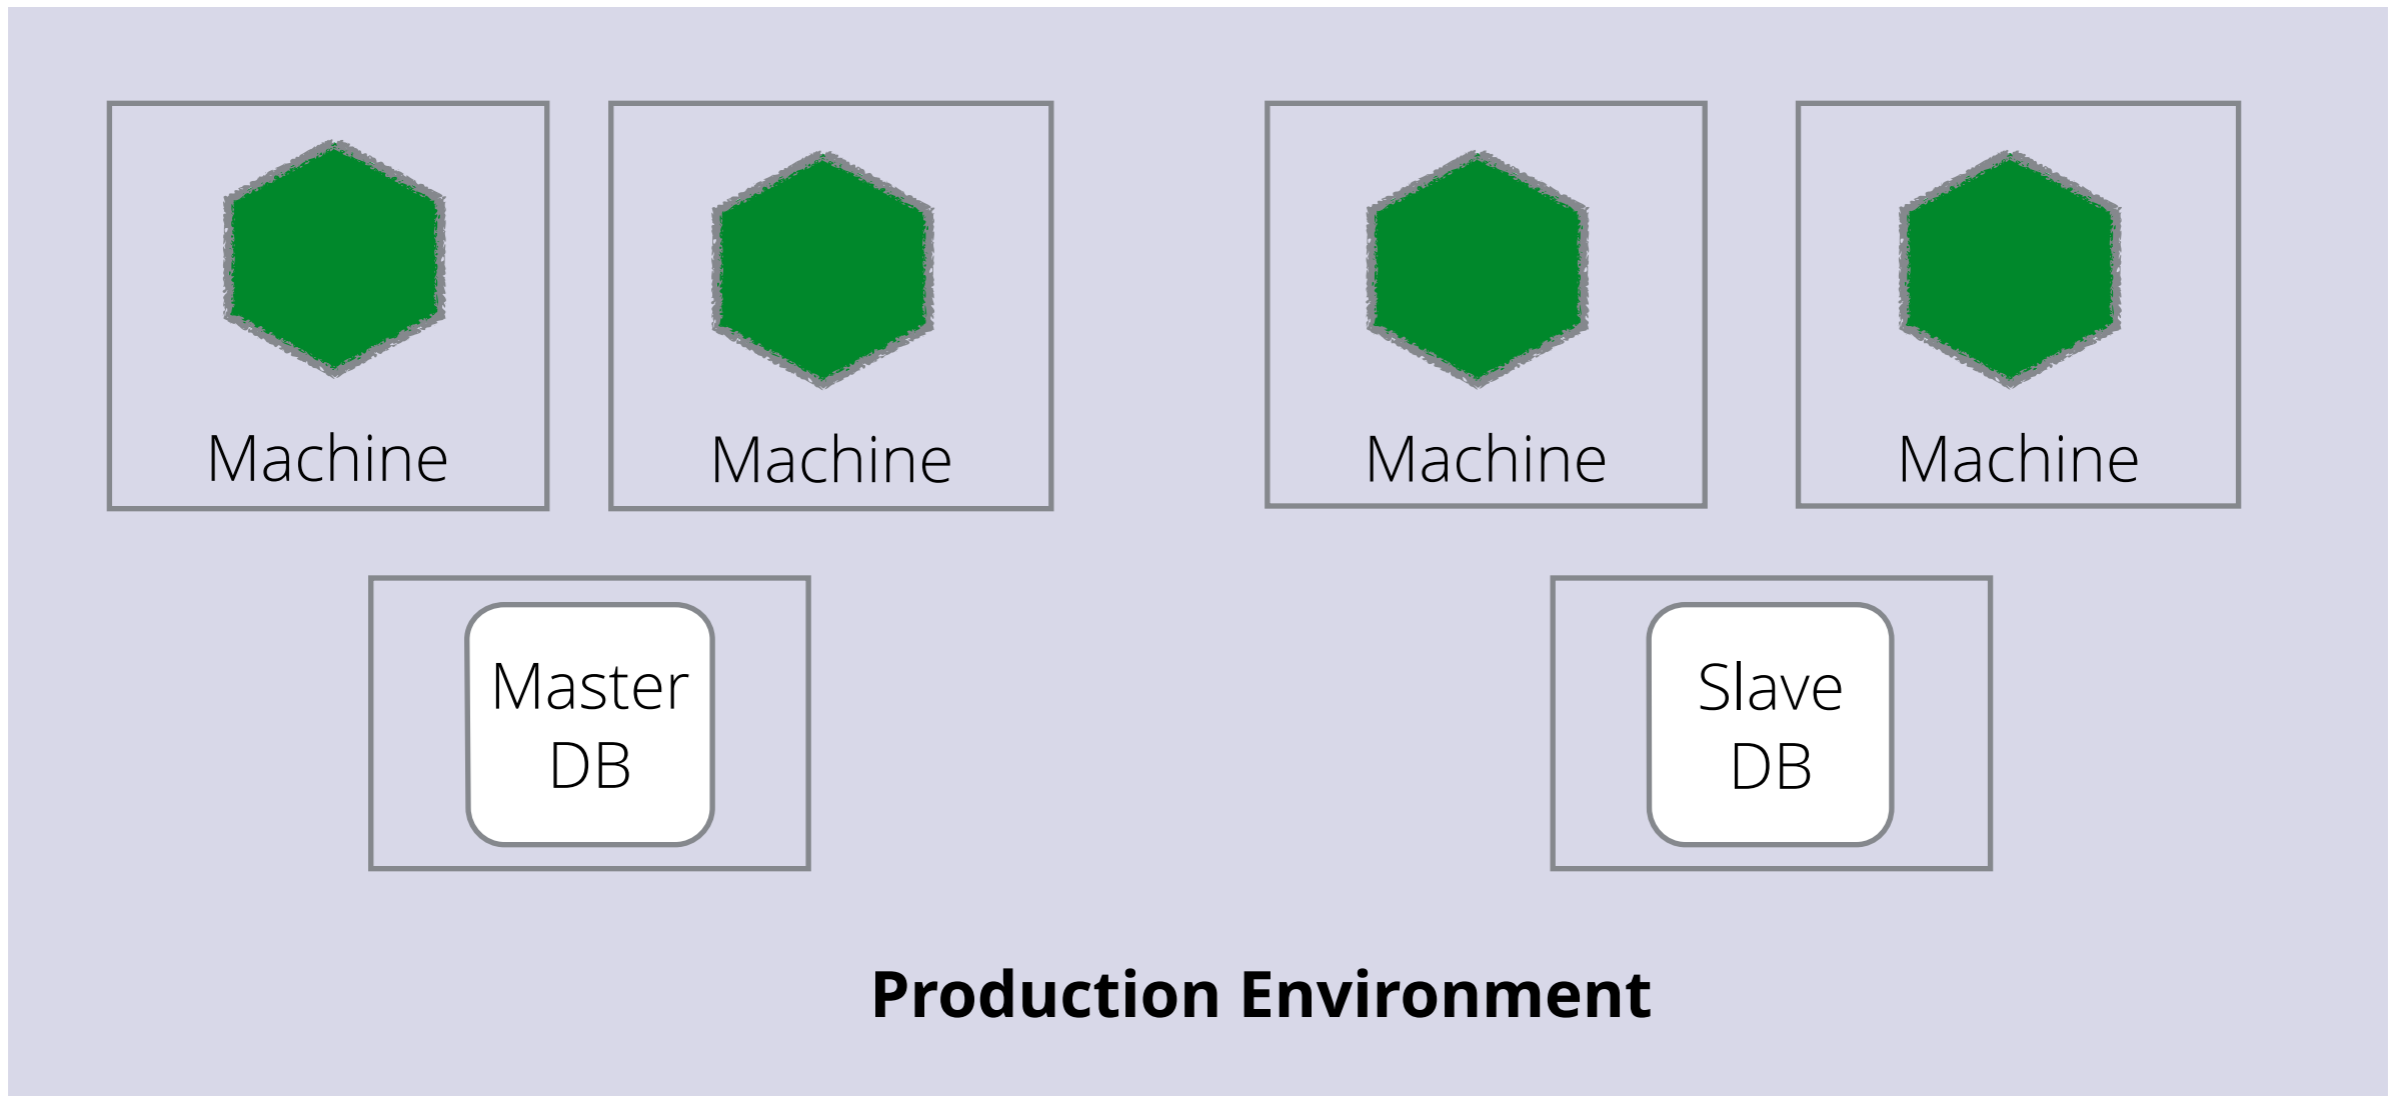 Machine
Machine
Machine
Machine
Master
DB
Slave
DB
Production Environment